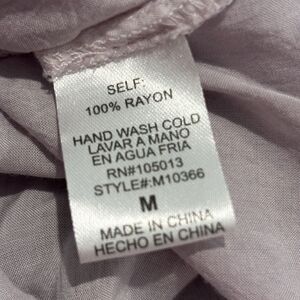 SELF:
100% RAYON
HAND WASH COLD
LAVAR A MANO
EN AGUA FRIA
RN#105013
STYLE#:M10366
M
MADE IN CHINA
HECHO EN CHINA